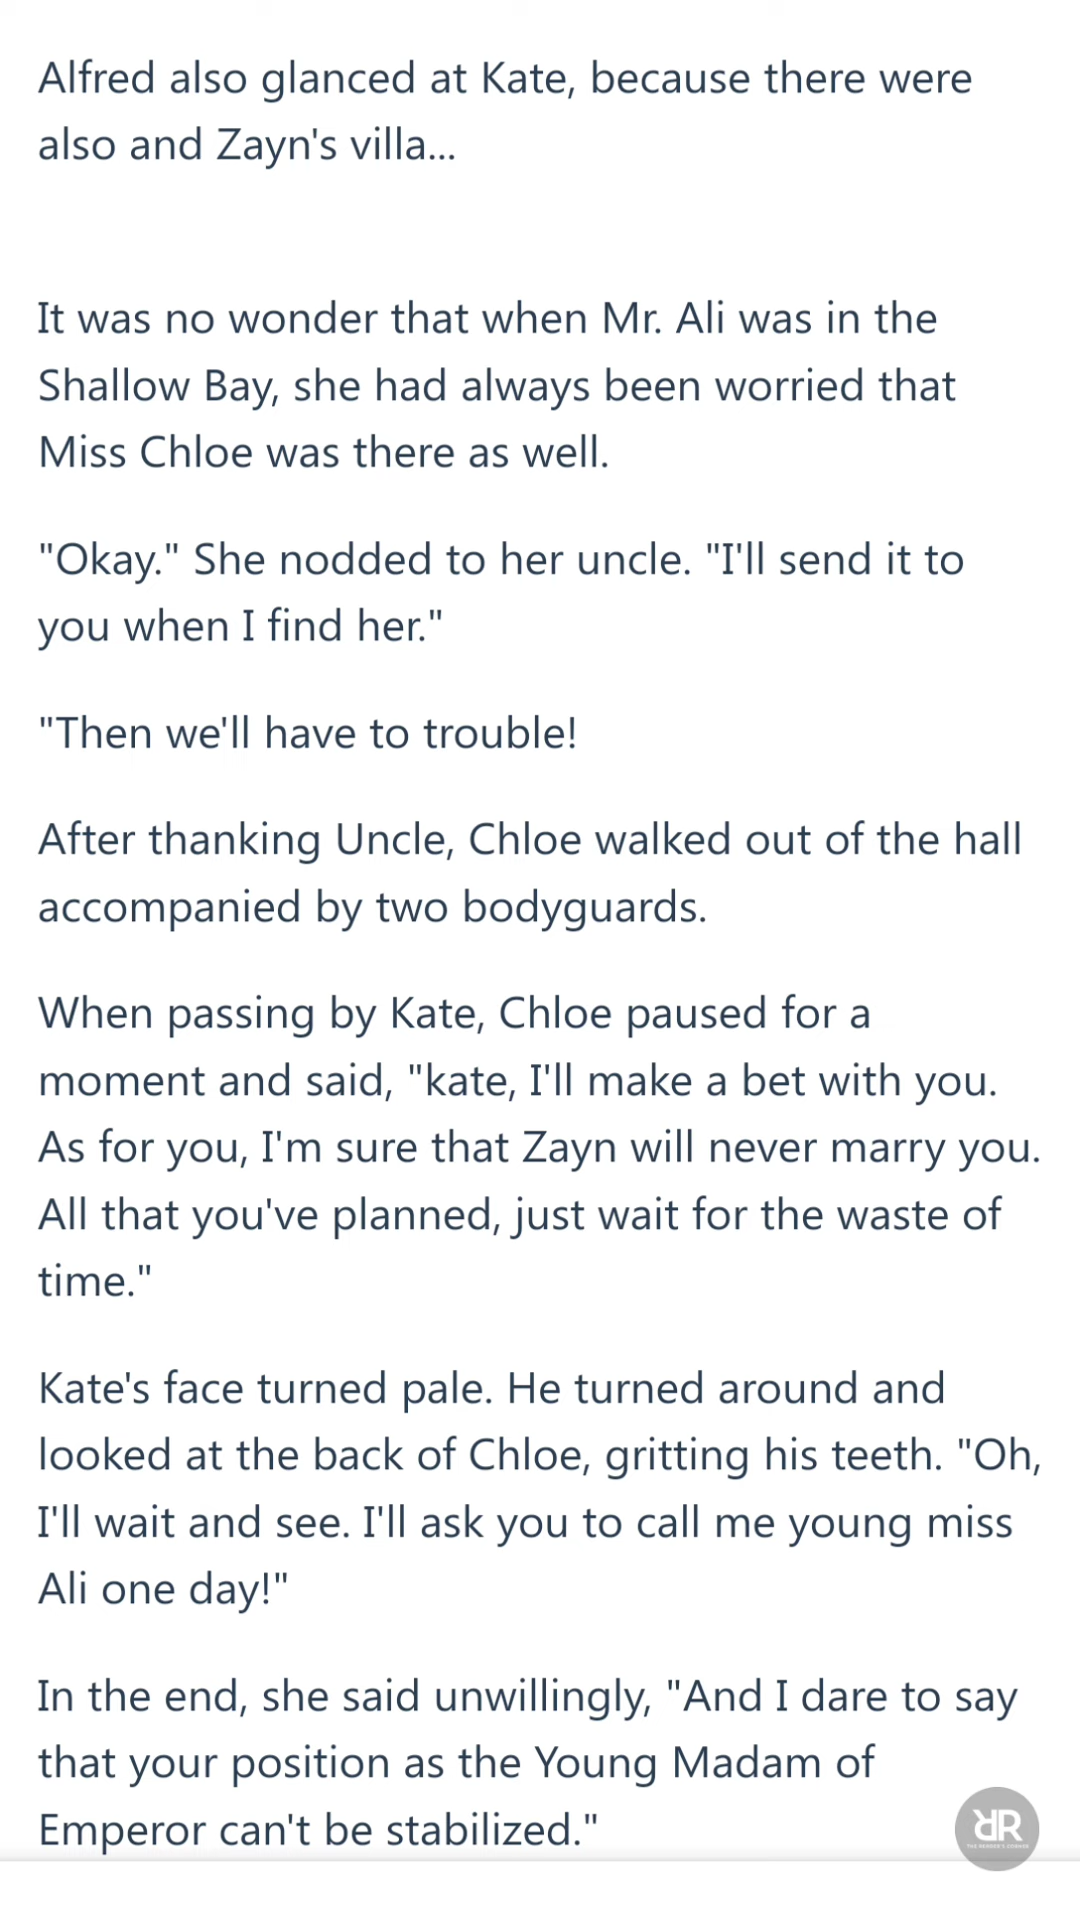 Alfred also glanced at Kate, because there were
also and Zayn's villa...
It was no wonder that when Mr. Ali was in the
Shallow Bay, she had always been worried that
Miss Chloe was there as well.
"Okay." She nodded to her uncle. "I'll send it to
you when I find her."
"Then we'll have to trouble!
After thanking Uncle, Chloe walked out of the hall
accompanied by two bodyguards.
When passing by Kate, Chloe paused for a
moment and said, "kate, I'll make a bet with you.
As for you, I'm sure that Zayn will never marry you.
All that you've planned, just wait for the waste of
time."
Kate's face turned pale. He turned around and
looked at the back of Chloe, gritting his teeth. "Oh,
I'll wait and see. I'll ask you to call me young miss
Ali one day!"
In the end, she said unwillingly, "And I dare to say
that your position as the Young Madam of
Emperor can't be stabilized."
RR
THE READER'S CORNER